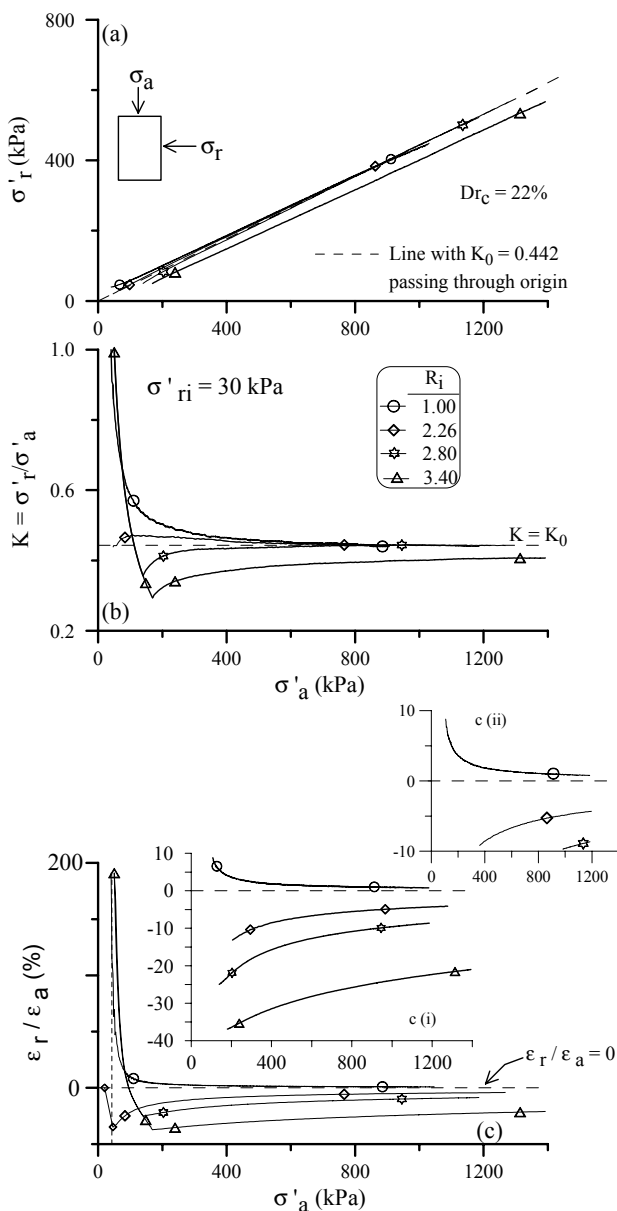 800
(a)
σa
σr
σ'r (kPa)
400
Drc = 22%
Line with K0 = 0.442
passing through origin
0
0 400 800 1200
1.0
σ'ri = 30 kPa
Ri
1.00
2.26
2.80
3.40
K = σ'r/σ'a
0.6
K = K0
(b)
0.2
0 400 800 1200
σ'a (kPa)
10
c (ii)
0
-10
0 400 800 1200
200
10
0
-10
-20
-30
-40
c (i)
0 400 800 1200
100
εr / εa (%)
εr / εa = 0
0
(c)
0 400 800 1200
σ'a (kPa)